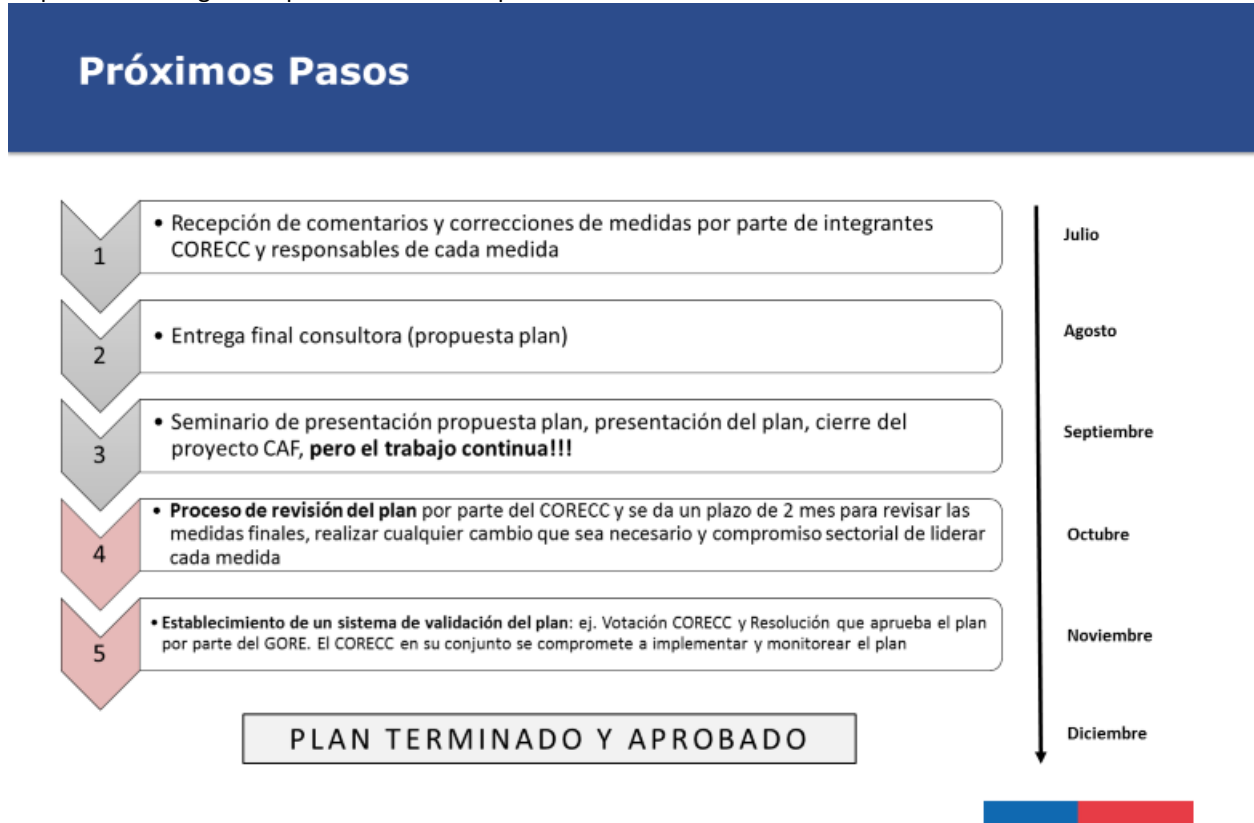 Próximos Pasos
1
• Recepción de comentarios y correcciones de medidas por parte de integrantes
CORECC y responsables de cada medida
Julio
2
• Entrega final consultora (propuesta plan)
Agosto
3
• Seminario de presentación propuesta plan, presentación del plan, cierre del
proyecto CAF, pero el trabajo continua!!!
Septiembre
4
• Proceso de revisión del plan por parte del CORECC y se da un plazo de 2 mes para revisar las
medidas finales, realizar cualquier cambio que sea necesario y compromiso sectorial de liderar
cada medida
Octubre
5
• Establecimiento de un sistema de validación del plan: ej. Votación CORECC y Resolución que aprueba el plan
por parte del GORE. El CORECC en su conjunto se compromete a implementar y monitorear el plan
Noviembre
PLAN TERMINADO Y APROBADO
Diciembre